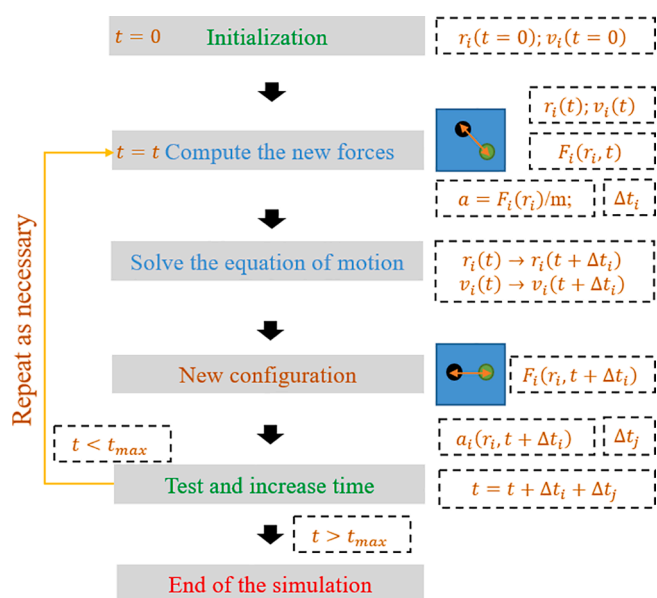 t = 0 Initialization
r_i(t = 0); v_i(t = 0)
r_i(t); v_i(t)
t = t Compute the new forces
F_i(r_i, t)
a = F_i(r_i)/m;
Δt_i
Solve the equation of motion
r_i(t) → r_i(t + Δt_i)
v_i(t) → v_i(t + Δt_i)
New configuration
F_i(r_i, t + Δt_i)
a_i(r_i, t + Δt_i)
Δt_j
Repeat as necessary
t < t_max
Test and increase time
t = t + Δt_i + Δt_j
t > t_max
End of the simulation